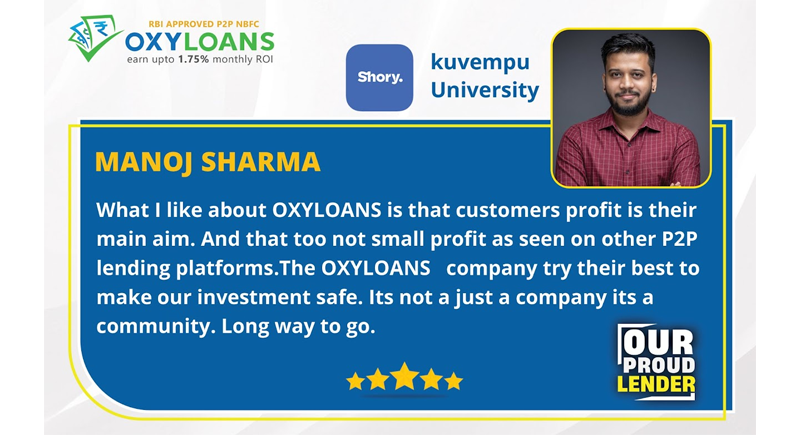 RBI APPROVED P2P NBFC
OXYLOANS
earn upto 1.75% monthly ROI
Shory.
kuvempu
University
MANOJ SHARMA
What I like about OXYLOANS is that customers profit is their
main aim. And that too not small profit as seen on other P2P
lending platforms.The OXYLOANS company try their best to
make our investment safe. Its not a just a company its a
community. Long way to go.
OUR
PROUD
LENDER